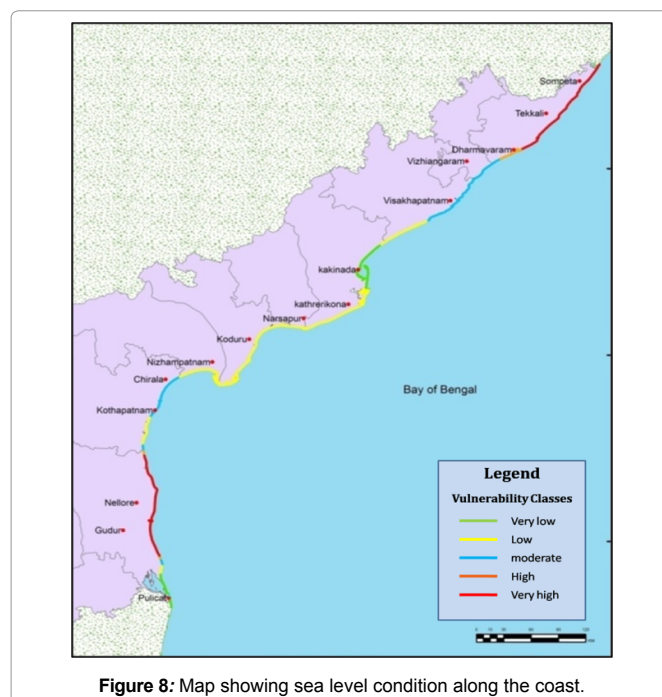 Sompeta
Tekkali
Dharmavaram
Vizhiangaram
Visakhapatnam
kakinada
kathrerikona
Narsapur
Koduru
Nizhampatnam
Chirala
Bay of Bengal
Kothapatnam
Nellore
Gudur
Pulicat
Legend
Vulnerability Classes
Very low
Low
moderate
High
Very high
Figure 8: Map showing sea level condition along the coast.